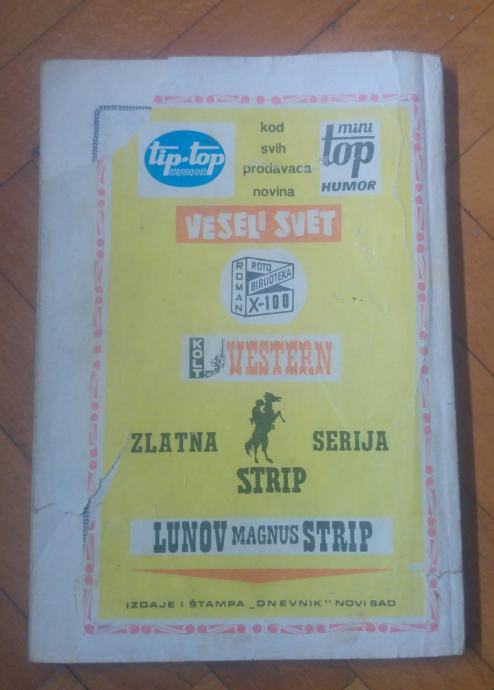 tip-top
HUMOR
kod
svih
prodavaca
novina
mini
top
HUMOR
VESELI SVET
ROMAN
ROTO
BIBLIOTEKA
X-100
KOLT
WESTERN
ZLATNA SERIJA
STRIP
LUNOV MAGNUS STRIP
IZDAJE I ŠTAMPA „DNEVNIK" NOVI SAD